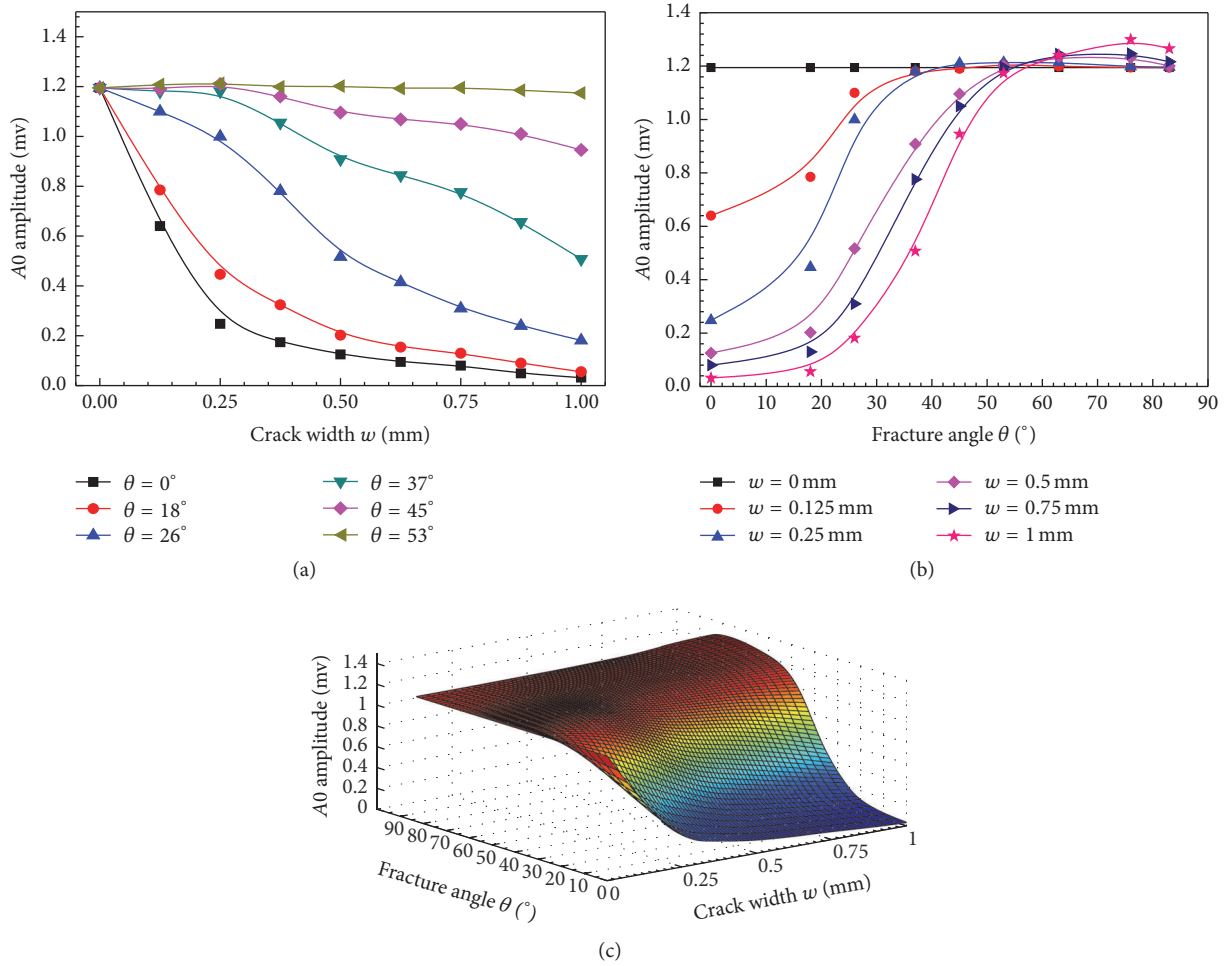 1.4
1.2
1.0
0.8
0.6
0.4
0.2
0.0
A0 amplitude (mv)
0.00 0.25 0.50 0.75 1.00
Crack width w (mm)
θ = 0°
θ = 18°
θ = 26°
θ = 37°
θ = 45°
θ = 53°
(a)
1.4
1.2
1.0
0.8
0.6
0.4
0.2
0.0
A0 amplitude (mv)
0 10 20 30 40 50 60 70 80 90
Fracture angle θ (°)
w = 0 mm
w = 0.125 mm
w = 0.25 mm
w = 0.5 mm
w = 0.75 mm
w = 1 mm
(b)
1.4
1.2
1
0.8
0.6
0.4
0.2
0
A0 amplitude (mv)
90 80 70 60 50 40 30 20 10 0
Fracture angle θ (°)
0 0.25 0.5 0.75 1
Crack width w (mm)
(c)